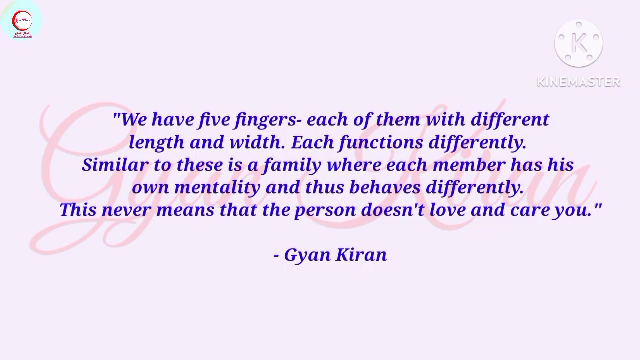 KINEMASTER
"We have five fingers- each of them with different
length and width. Each functions differently.
Similar to these is a family where each member has his
own mentality and thus behaves differently.
This never means that the person doesn't love and care you."
- Gyan Kiran
Gyan Kiran